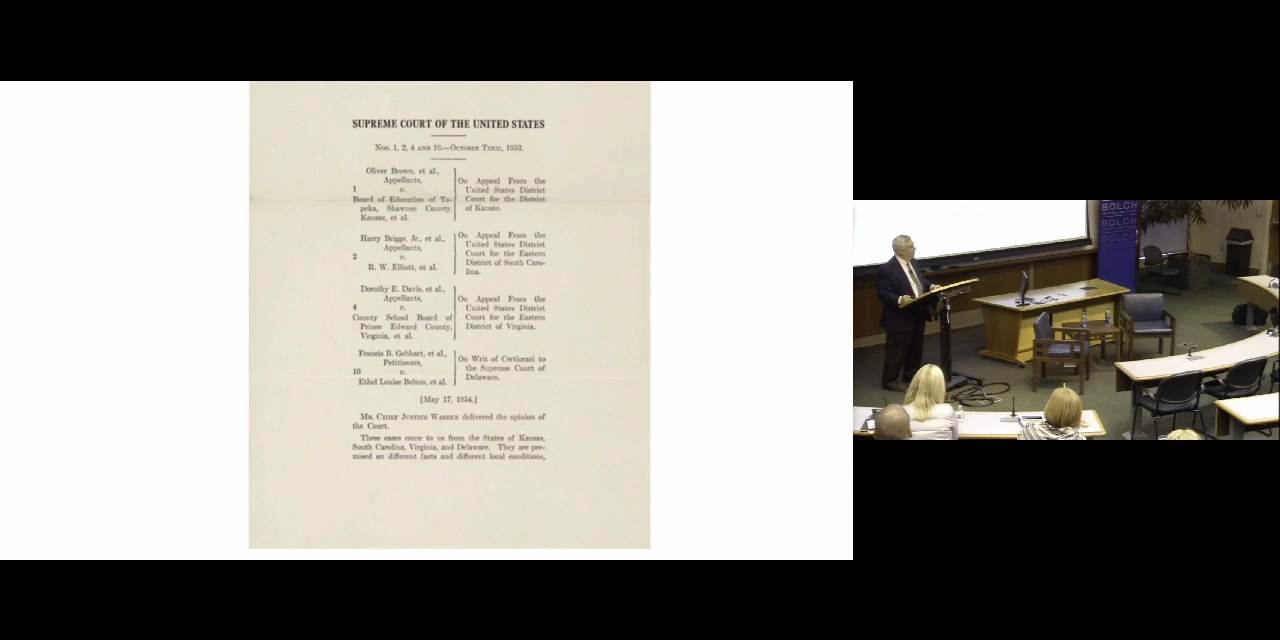 SUPREME COURT OF THE UNITED STATES
Nos. 1, 2, 4 AND 10.—OCTOBER TERM, 1953.
Oliver Brown, et al.,
Appellants,
1 v.
Board of Education of To-
peka, Shawnee County,
Kansas, et al.
On Appeal From the
United States District
Court for the District
of Kansas.
Harry Briggs, Jr., et al.,
Appellants,
2 v.
R. W. Elliott, et al.
On Appeal From the
United States District
Court for the Eastern
District of South Caro-
lina.
Dorothy E. Davis, et al.,
Appellants,
4 v.
County School Board of
Prince Edward County,
Virginia, et al.
On Appeal From the
United States District
Court for the Eastern
District of Virginia.
Francis B. Gebhart, et al.,
Petitioners,
10 v.
Ethel Louise Belton, et al.
On Writ of Certiorari to
the Supreme Court of
Delaware.
[May 17, 1954.]
MR. CHIEF JUSTICE WARREN delivered the opinion of
the Court.
These cases come to us from the States of Kansas,
South Carolina, Virginia, and Delaware. They are pre-
mised on different facts and different local conditions,
BOLCH
BOLCH
BOLCH